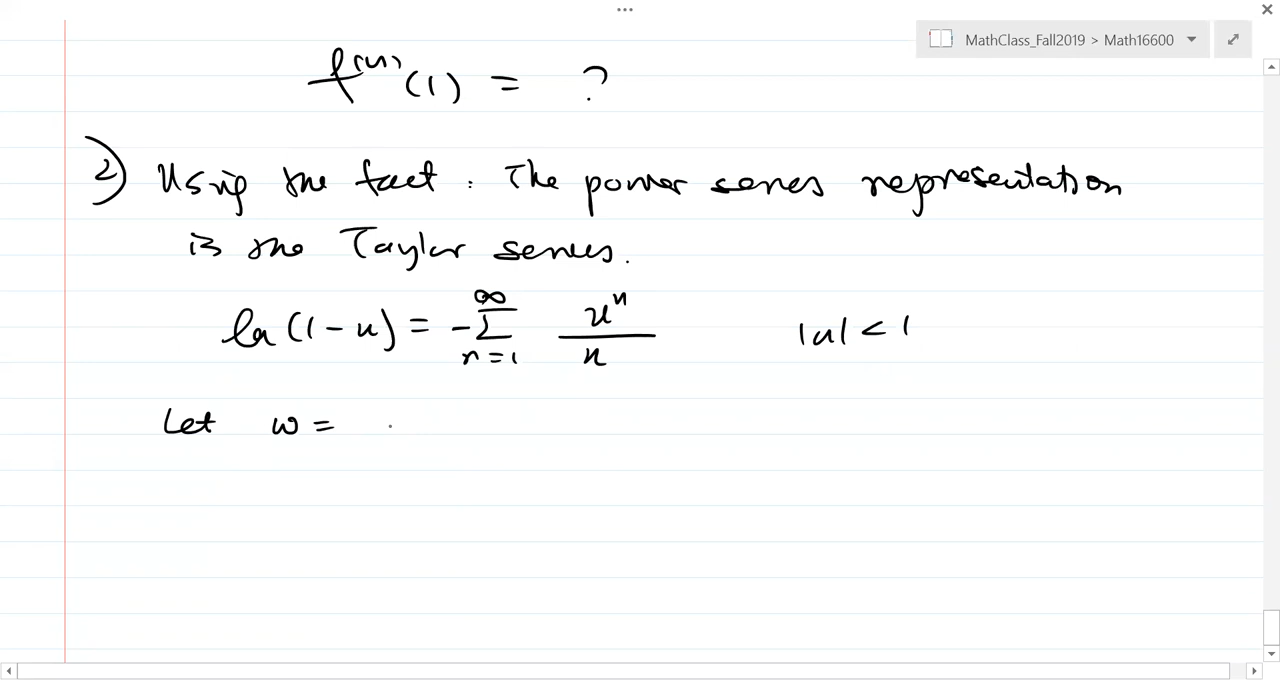 MathClass_Fall2019 > Math16600
f^(n) (1) = ?
2) Using the fact : The power series representation
is the Taylor series.
ln (1 - u) = - ∑_{n=1}^{∞} u^n / n |u| < 1
Let w =